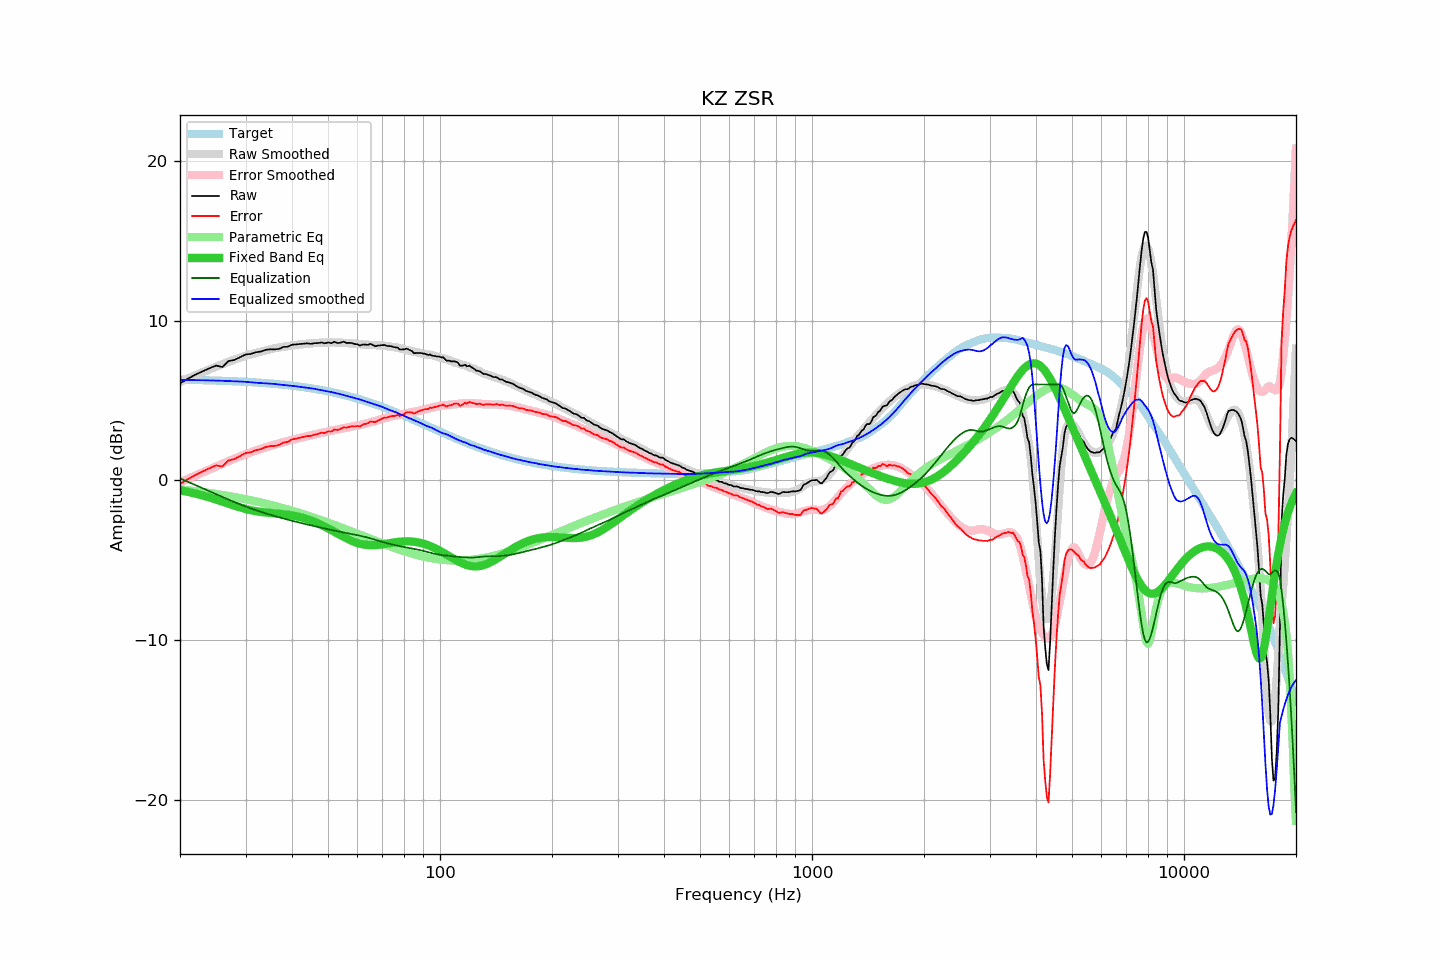 KZ ZSR
Target
Raw Smoothed
Error Smoothed
Raw
Error
Parametric Eq
Fixed Band Eq
Equalization
Equalized smoothed
20
10
0
−10
−20
Amplitude (dBr)
100
1000
10000
Frequency (Hz)